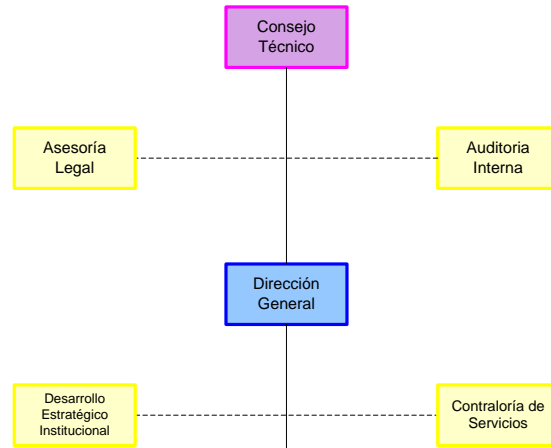 Consejo
Técnico
Asesoría
Legal
Auditoria
Interna
Dirección
General
Desarrollo
Estratégico
Institucional
Contraloría de
Servicios